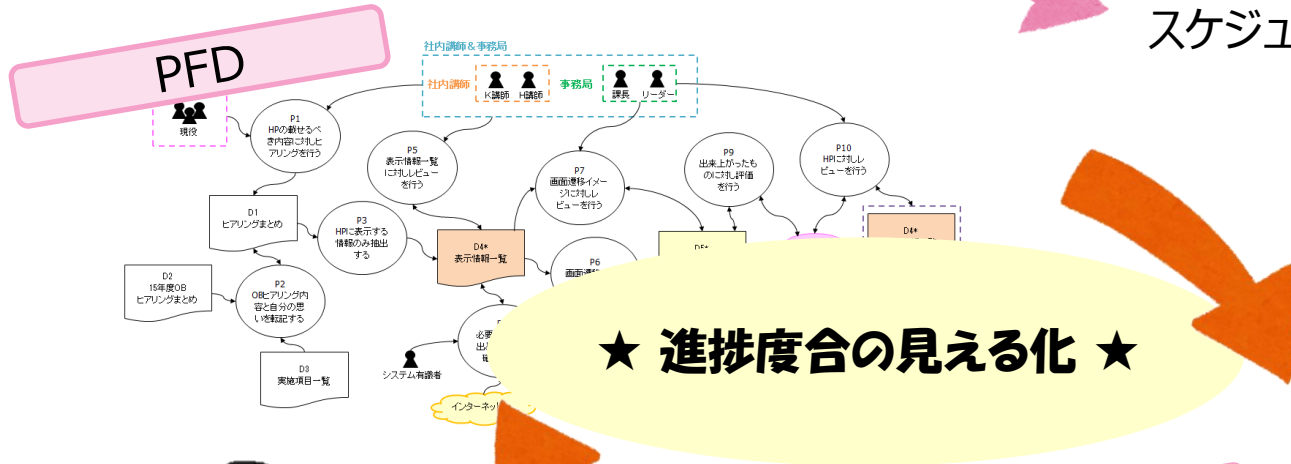 PFD
スケジュ
社内講師＆事務局
社内講師
K講師
H講師
事務局
課長
リーダー
現役
P1
HPの載せるべ
き内容に対しヒ
アリングを行う
P5
表示情報一覧
に対しレビュー
を行う
P7
画面遷移イメー
ジに対しレ
ビューを行う
P9
出来上がったも
のに対し評価
を行う
P10
HPに対しレ
ビューを行う
D1
ヒアリングまとめ
P3
HPに表示する
情報のみ抽出
する
D4*
表示情報一覧
P6
D4*
D2
15年度OB
ヒアリングまとめ
P2
OBヒアリング内
容と自分の思
いを転記する
D3
実施項目一覧
システム有識者
インターネッ
★ 進捗度合の見える化 ★